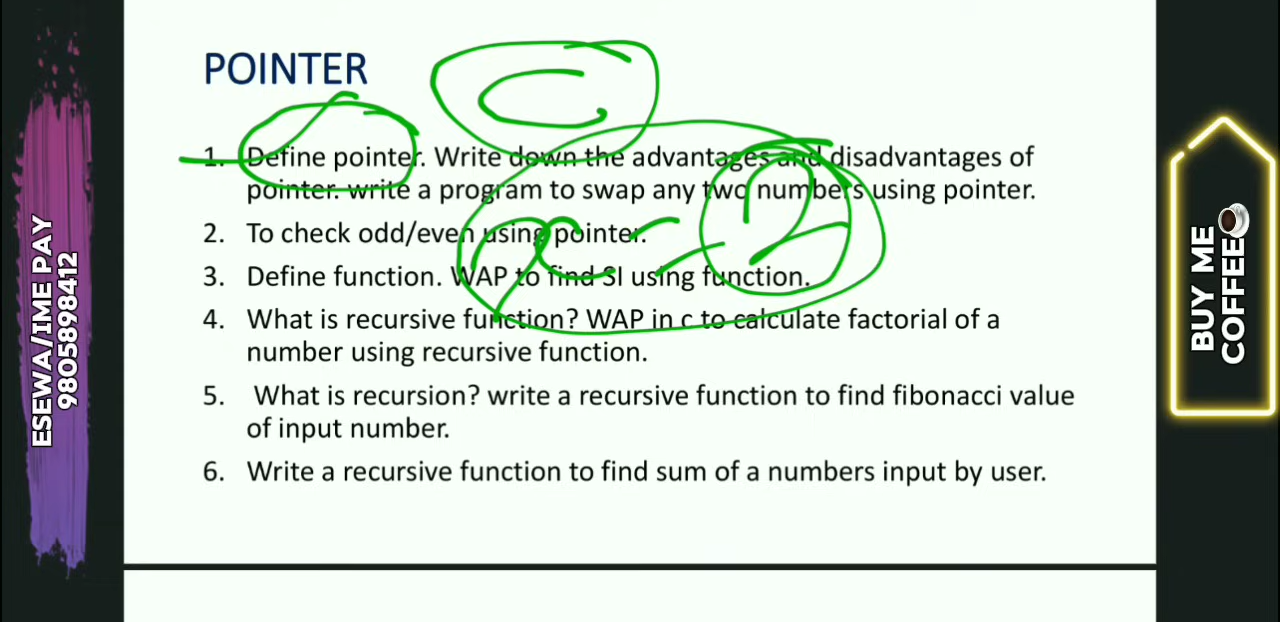 POINTER
1. Define pointer. Write down the advantages and disadvantages of
pointer. write a program to swap any two numbers using pointer.
2. To check odd/even using pointer.
3. Define function. WAP to find SI using function.
4. What is recursive function? WAP in c to calculate factorial of a
number using recursive function.
5. What is recursion? write a recursive function to find fibonacci value
of input number.
6. Write a recursive function to find sum of a numbers input by user.
ESEWA/IME PAY
9805898412
BUY ME
COFFEE